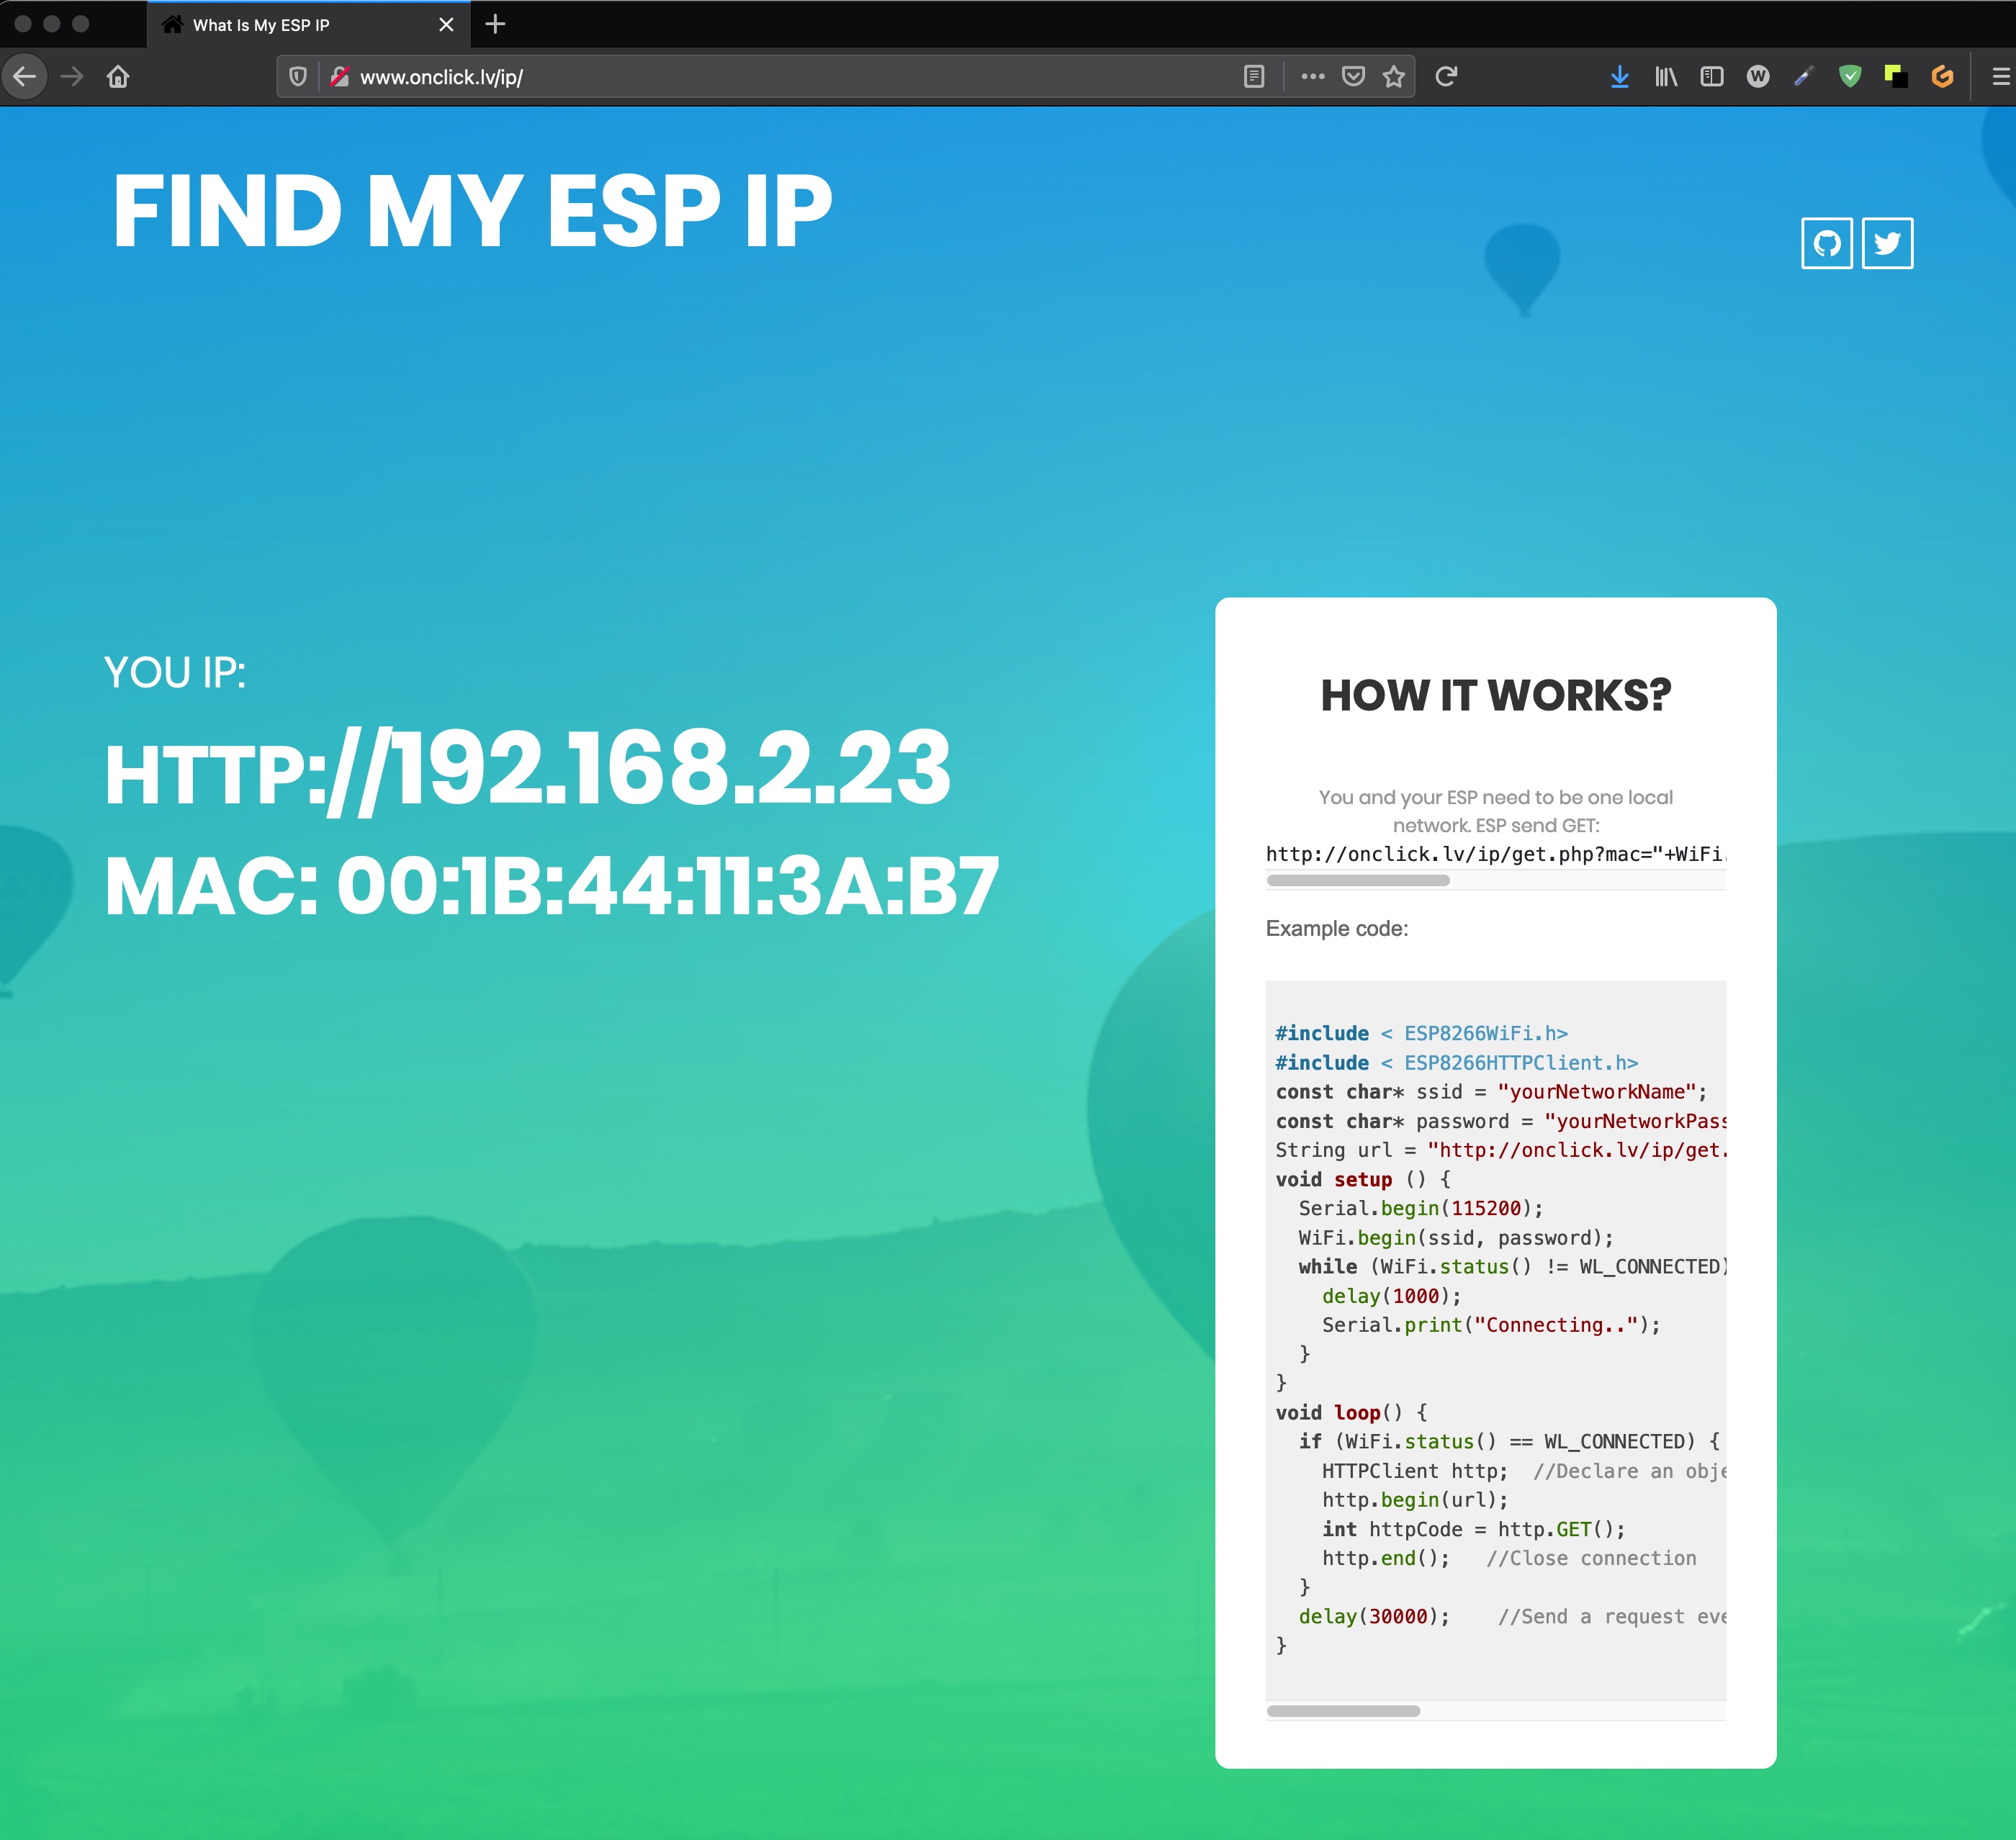 What Is My ESP IP
www.onclick.lv/ip/
W
FIND MY ESP IP
YOU IP:
HTTP://192.168.2.23
MAC: 00:1B:44:11:3A:B7
HOW IT WORKS?
You and your ESP need to be one local
network. ESP send GET:
http://onclick.lv/ip/get.php?mac="+WiFi.
Example code:
#include < ESP8266WiFi.h>
#include < ESP8266HTTPClient.h>
const char* ssid = "yourNetworkName";
const char* password = "yourNetworkPass
String url = "http://onclick.lv/ip/get.
void setup () {
  Serial.begin(115200);
  WiFi.begin(ssid, password);
  while (WiFi.status() != WL_CONNECTED)
    delay(1000);
    Serial.print("Connecting..");
  }
}
void loop() {
  if (WiFi.status() == WL_CONNECTED) {
    HTTPClient http;  //Declare an obje
    http.begin(url);
    int httpCode = http.GET();
    http.end();   //Close connection
  }
  delay(30000);    //Send a request eve
}